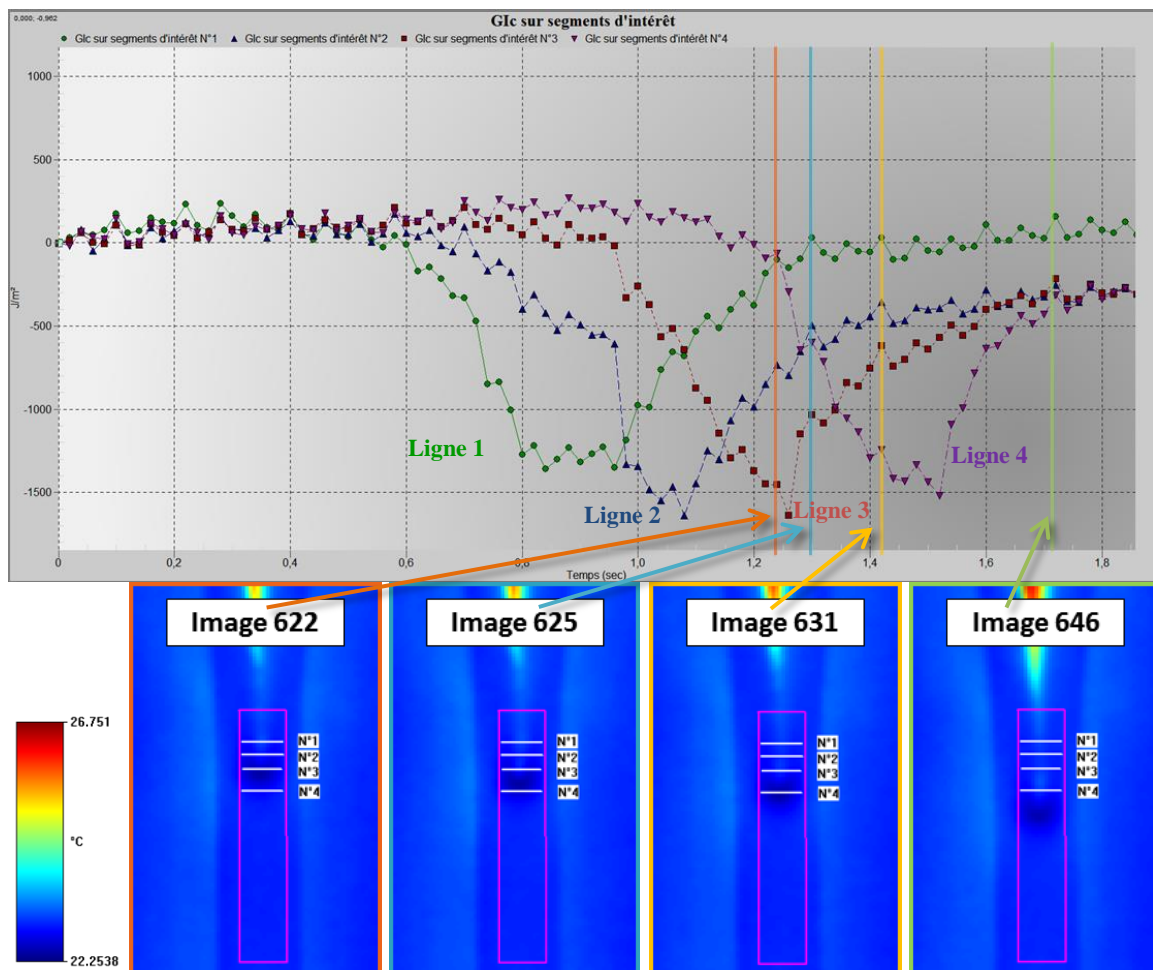 0,000; -0.962
GIc sur segments d'intérêt
GIc sur segments d'intérêt N°1 GIc sur segments d'intérêt N°2 GIc sur segments d'intérêt N°3 GIc sur segments d'intérêt N°4
1000
500
0
-500
-1000
-1500
J/m²
Ligne 1
Ligne 2
Ligne 3
Ligne 4
0 0,2 0,4 0,6 0,8 1,0 1,2 1,4 1,6 1,8
Temps (sec)
Image 622
Image 625
Image 631
Image 646
N°1 N°1 N°1 N°1
N°2 N°2 N°2 N°2
N°3 N°3 N°3 N°3
N°4 N°4 N°4 N°4
26.751
°C
22.2538